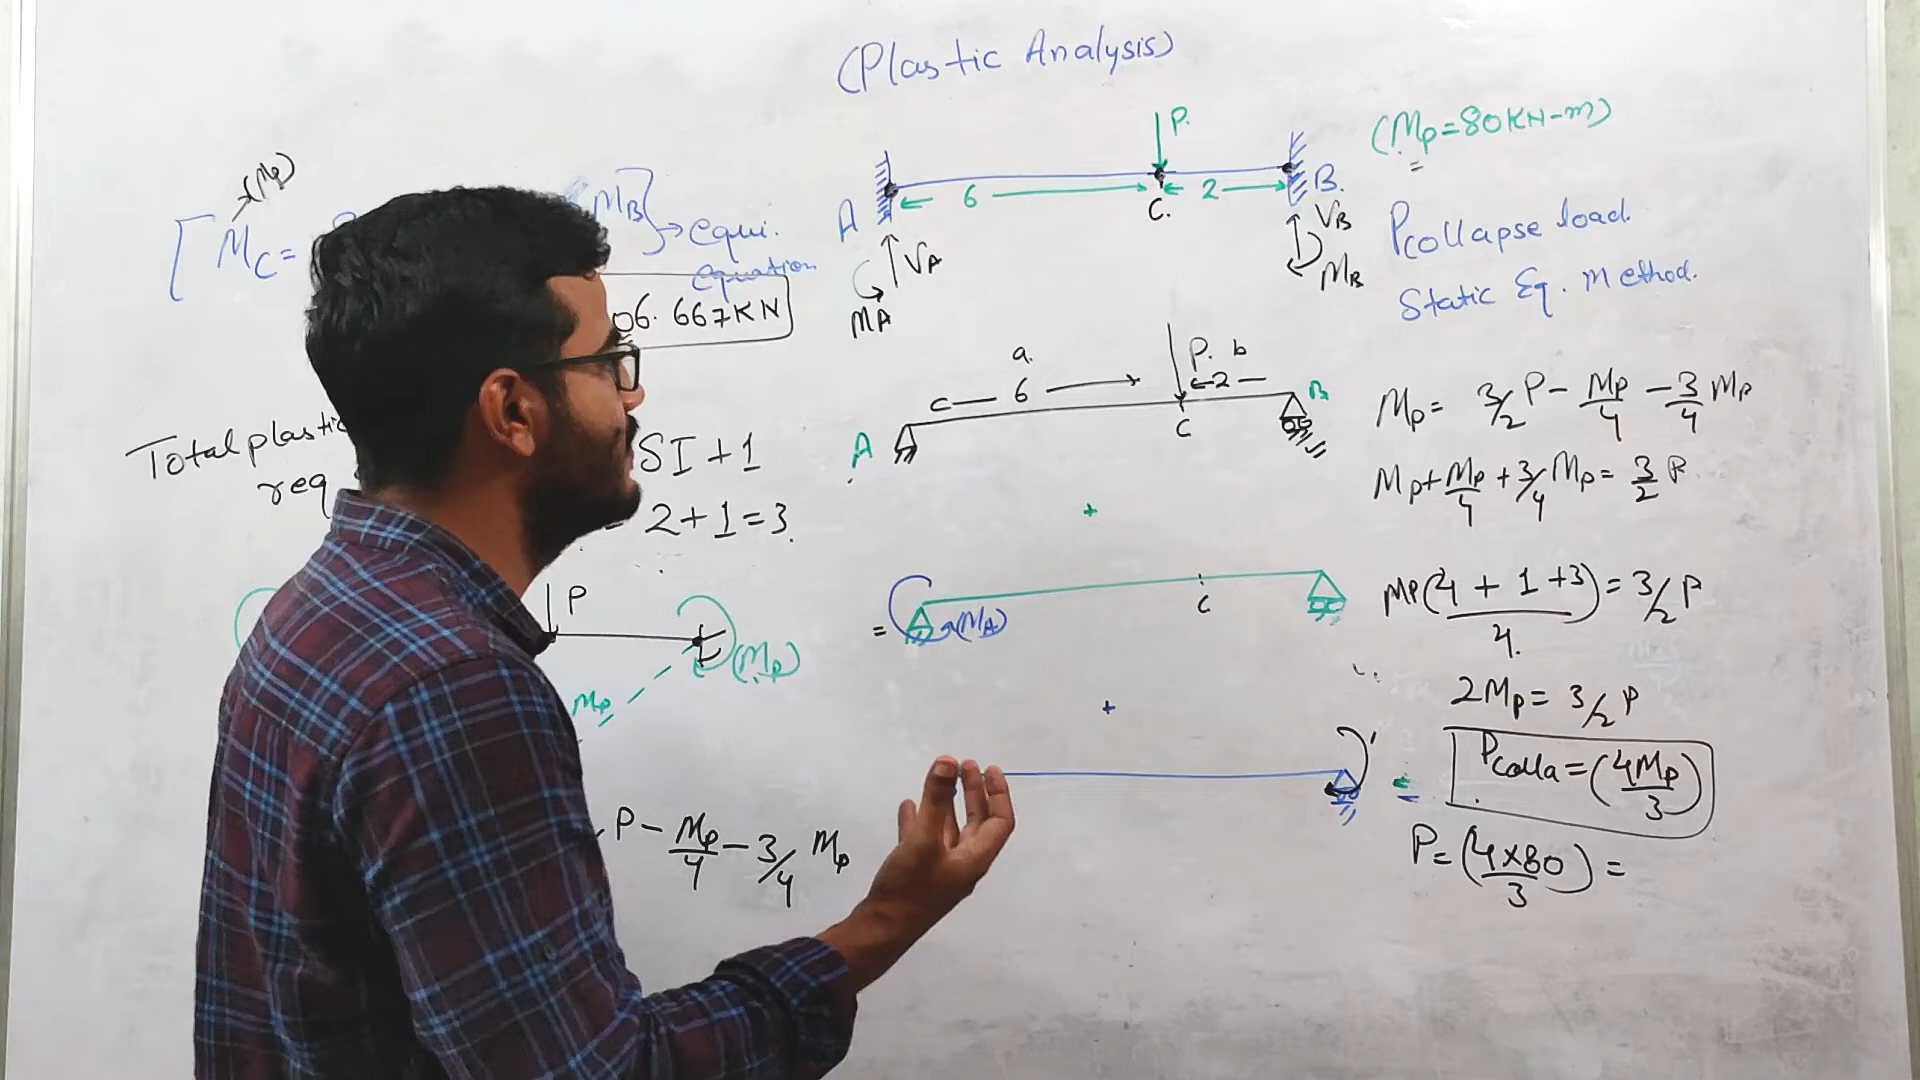 (Plastic Analysis)
(Mp)
[ Mc =
MB] → equi.
equation
06.667KN
Total plastic
req
SI + 1
= 2+1=3.
P
(Mp)
Mp
P - Mp/4 - 3/4 Mp
P.
(Mp=80KN-m)
A
6
2
B.
C.
VA
MA
VB
MB
Pcollapse load.
Static Eq. Method.
a.
P. b
6
2
A
C
B
+
= (MA)
C
+
Mp = 3/2 P - Mp/4 - 3/4 Mp
Mp + Mp/4 + 3/4 Mp = 3/2 P.
Mp(4 + 1 + 3)/4. = 3/2 P
2Mp = 3/2 P
Pcolla = (4Mp/3)
P = (4×80/3) =